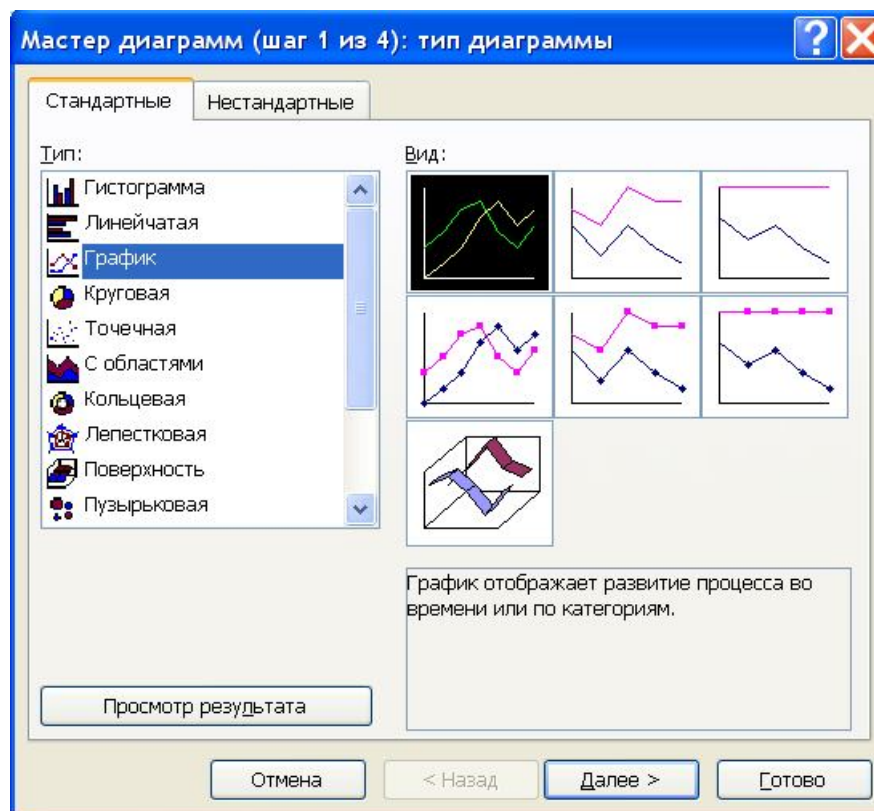 Мастер диаграмм (шаг 1 из 4): тип диаграммы
Стандартные
Нестандартные
Тип:
Гистограмма
Линейчатая
График
Круговая
Точечная
С областями
Кольцевая
Лепестковая
Поверхность
Пузырьковая
Вид:
График отображает развитие процесса во
времени или по категориям.
Просмотр результата
Отмена
< Назад
Далее >
Готово